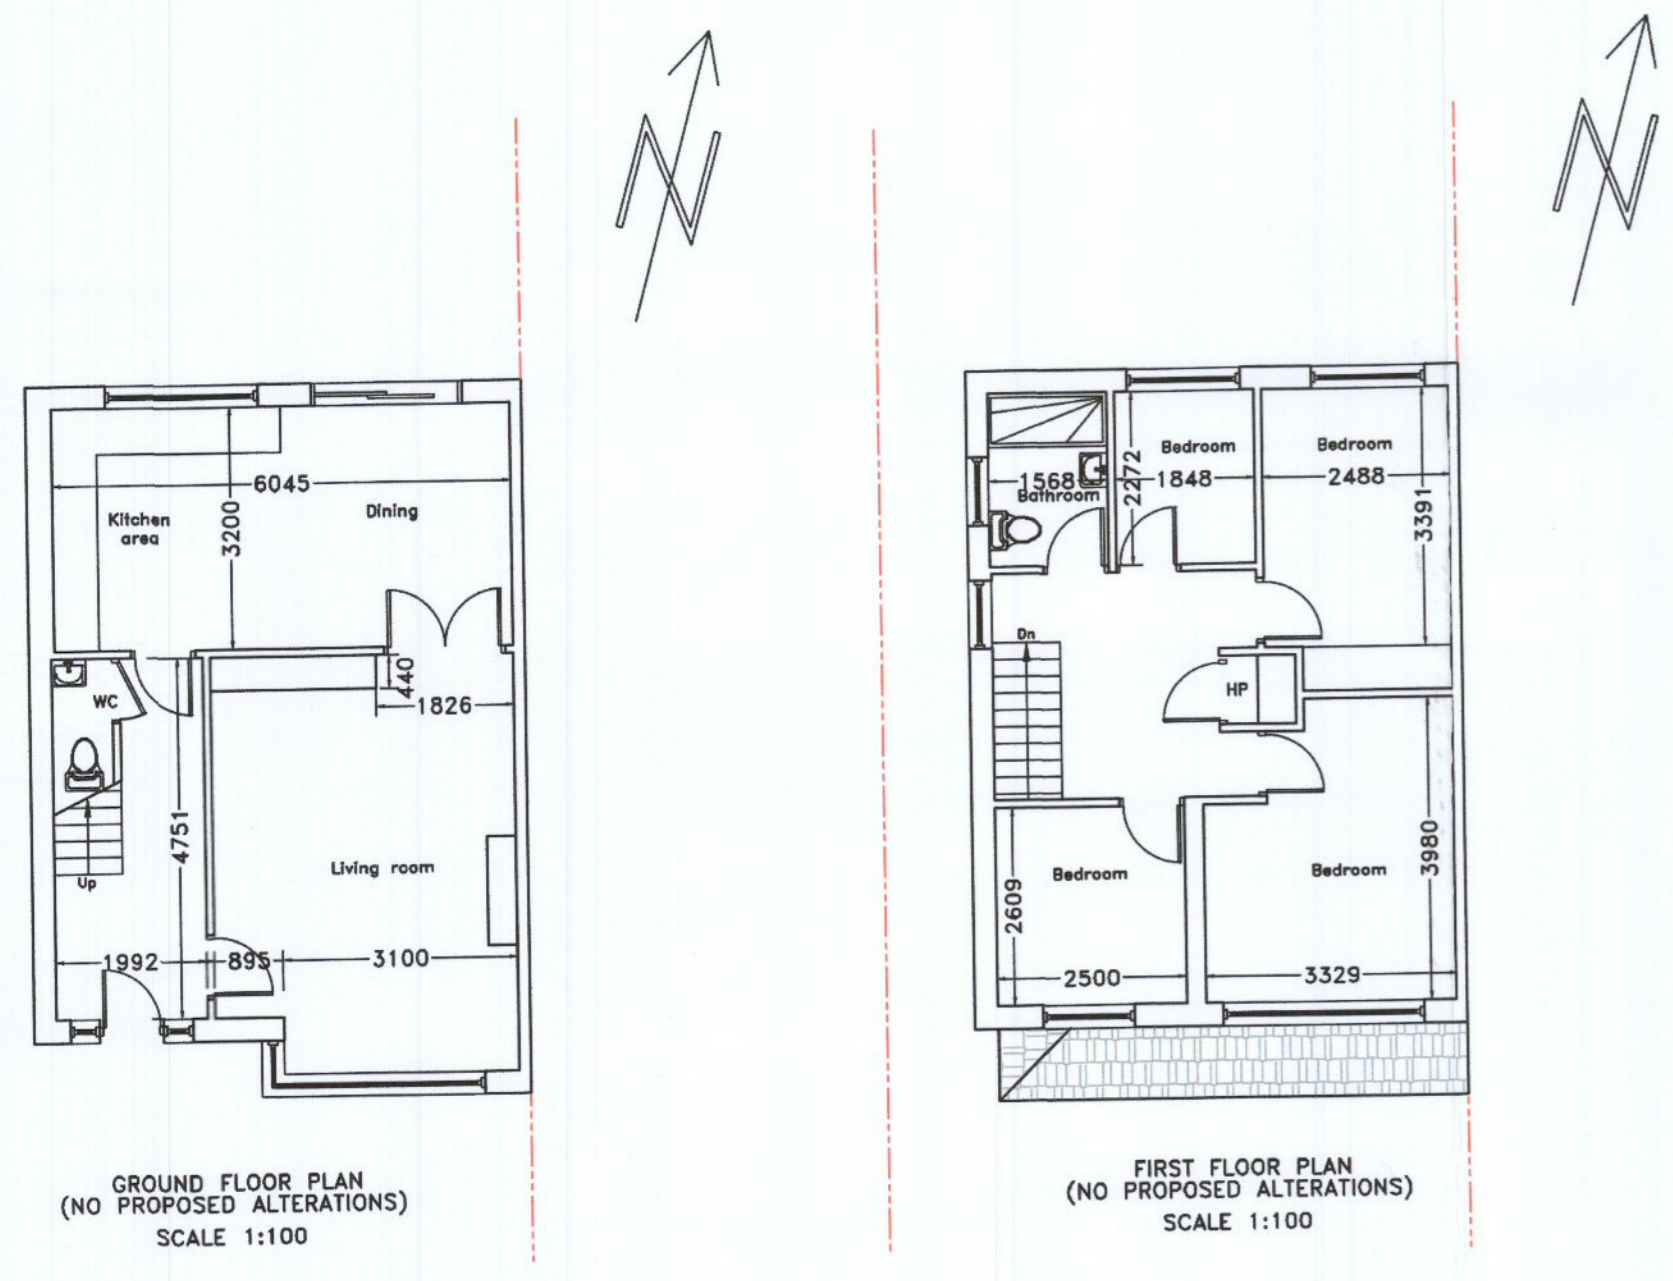 N
N
6045
Kitchen
area
3200
Dining
WC
440
1826
4751
Up
Living room
1992
895
3100
GROUND FLOOR PLAN
(NO PROPOSED ALTERATIONS)
SCALE 1:100
1568
Bathroom
2272
Bedroom
1848
Bedroom
2488
3391
Dn
HP
Bedroom
2609
2500
Bedroom
3980
3329
FIRST FLOOR PLAN
(NO PROPOSED ALTERATIONS)
SCALE 1:100